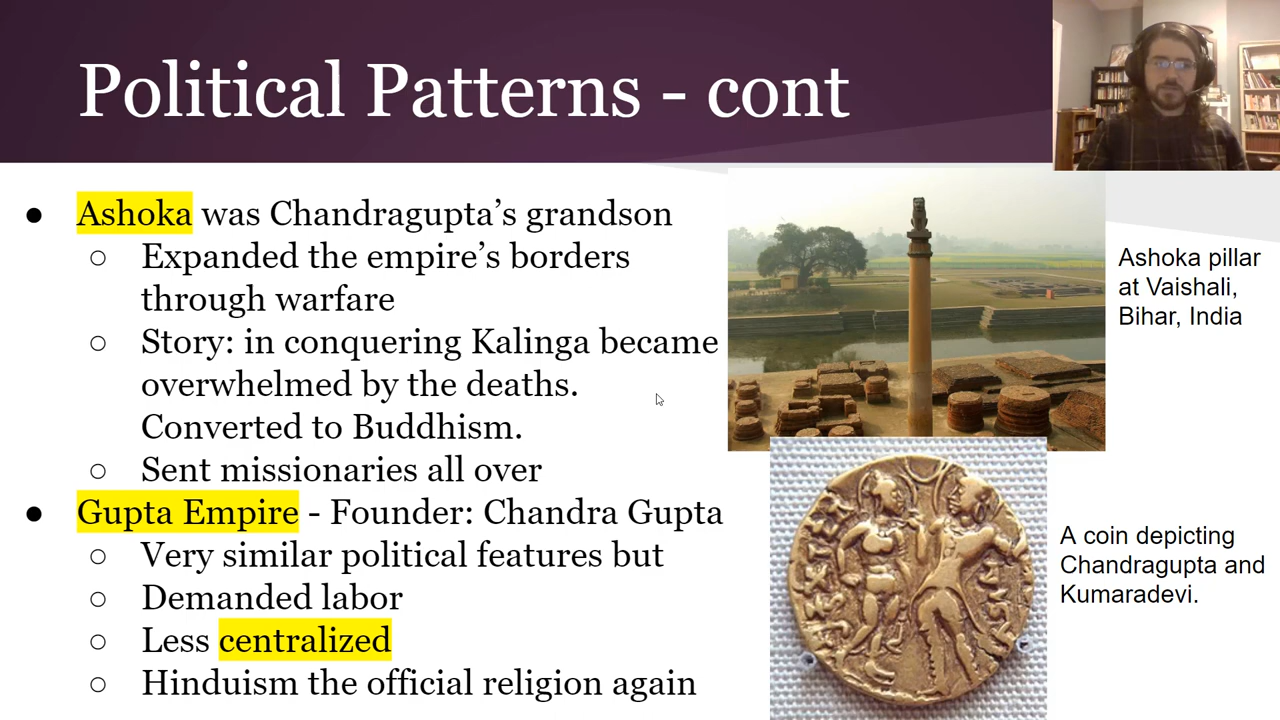 Political Patterns - cont
● Ashoka was Chandragupta’s grandson
○ Expanded the empire’s borders
through warfare
○ Story: in conquering Kalinga became
overwhelmed by the deaths.
Converted to Buddhism.
○ Sent missionaries all over
● Gupta Empire - Founder: Chandra Gupta
○ Very similar political features but
○ Demanded labor
○ Less centralized
○ Hinduism the official religion again
Ashoka pillar
at Vaishali,
Bihar, India
A coin depicting
Chandragupta and
Kumaradevi.